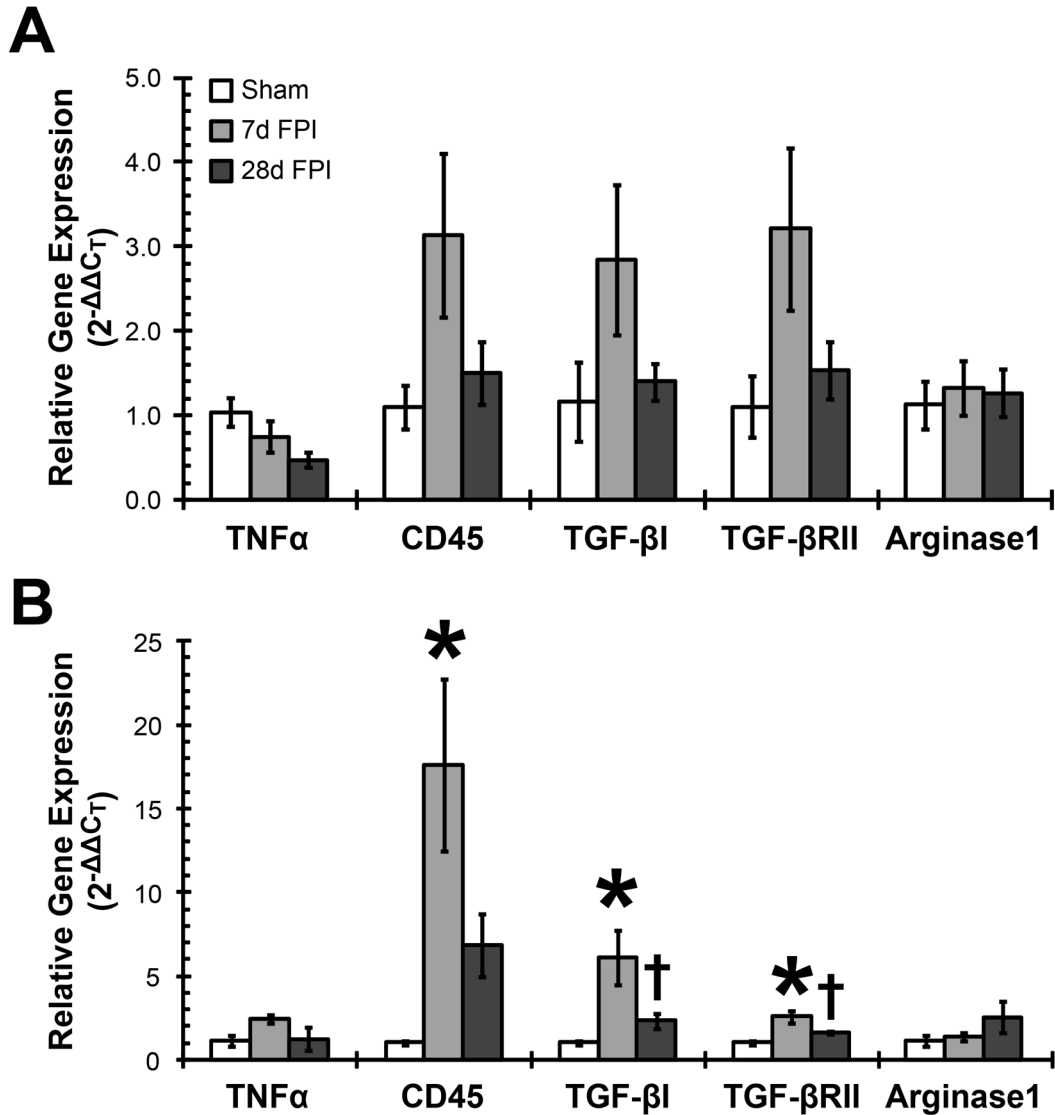 A
Relative Gene Expression
(2-ΔΔCT)
5.0
4.0
3.0
2.0
1.0
0.0
Sham
7d FPI
28d FPI
TNFα CD45 TGF-βI TGF-βRII Arginase1
B
Relative Gene Expression
(2-ΔΔCT)
25
20
15
10
5
0
*
*
†
*
†
TNFα CD45 TGF-βI TGF-βRII Arginase1